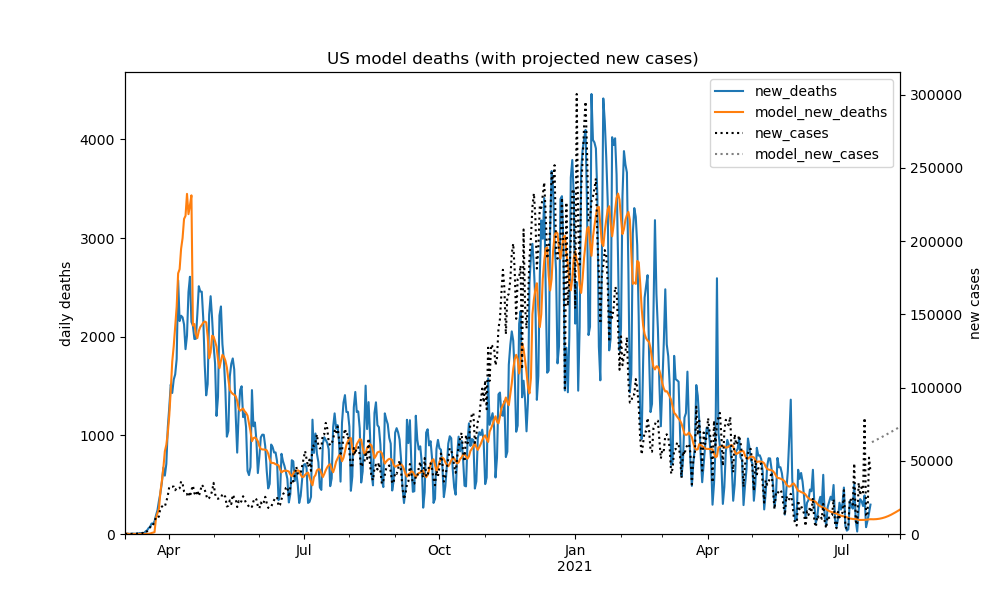 US model deaths (with projected new cases)
new_deaths
model_new_deaths
new_cases
model_new_cases
daily deaths
4000
3000
2000
1000
0
300000
250000
200000
150000
100000
50000
0
new cases
Apr
Jul
Oct
Jan
2021
Apr
Jul